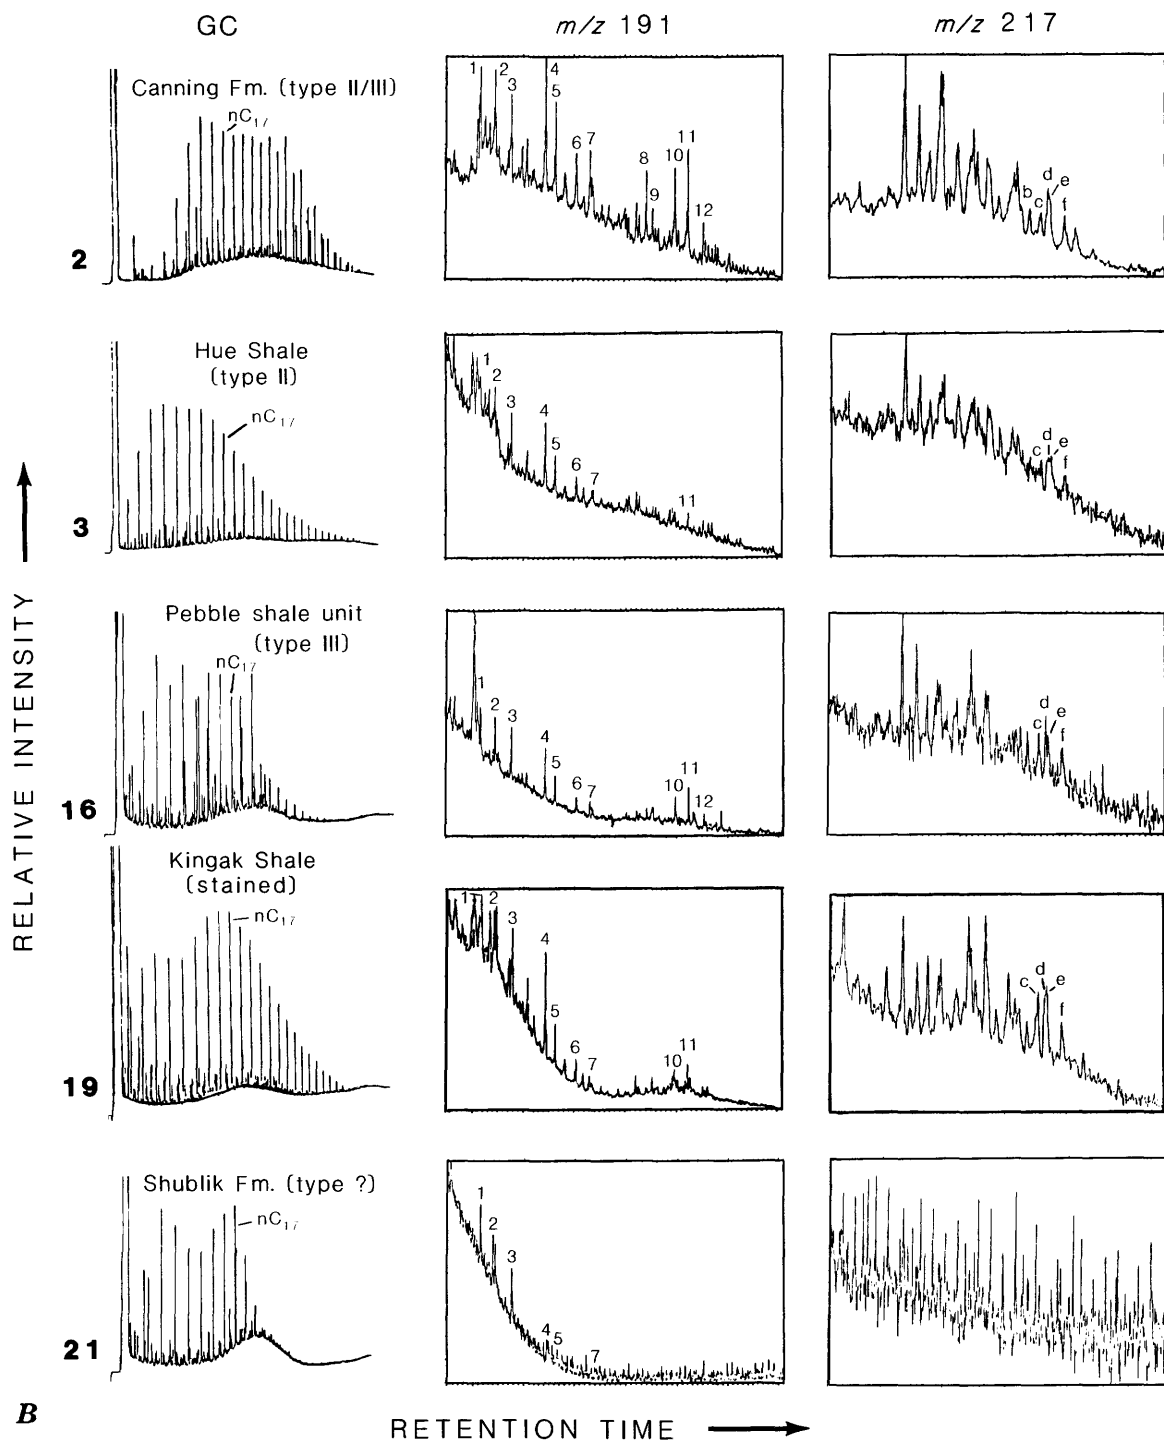 GC m/z 191 m/z 217
Canning Fm. (type II/III)
nC17
2
1 2 3 4 5 6 7 8 9 10 11 12
b c d e f
Hue Shale
(type II)
nC17
3
1 2 3 4 5 6 7 11
c d e f
Pebble shale unit
(type III)
nC17
16
1 2 3 4 5 6 7 10 11 12
c d e f
Kingak Shale
(stained)
nC17
19
1 2 3 4 5 6 7 10 11
c d e f
Shublik Fm. (type ?)
nC17
21
1 2 3 4 5 7
RELATIVE INTENSITY
B
RETENTION TIME